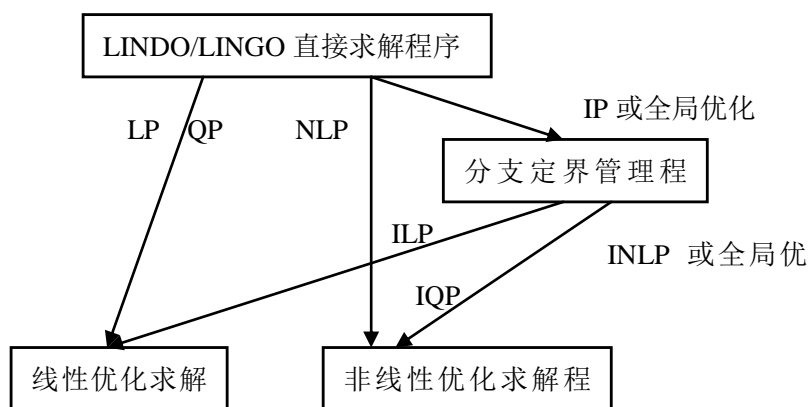 LINDO/LINGO 直接求解程序
LP QP
NLP
IP 或全局优化
分支定界管理程
ILP
INLP 或全局优
IQP
线性优化求解
非线性优化求解程